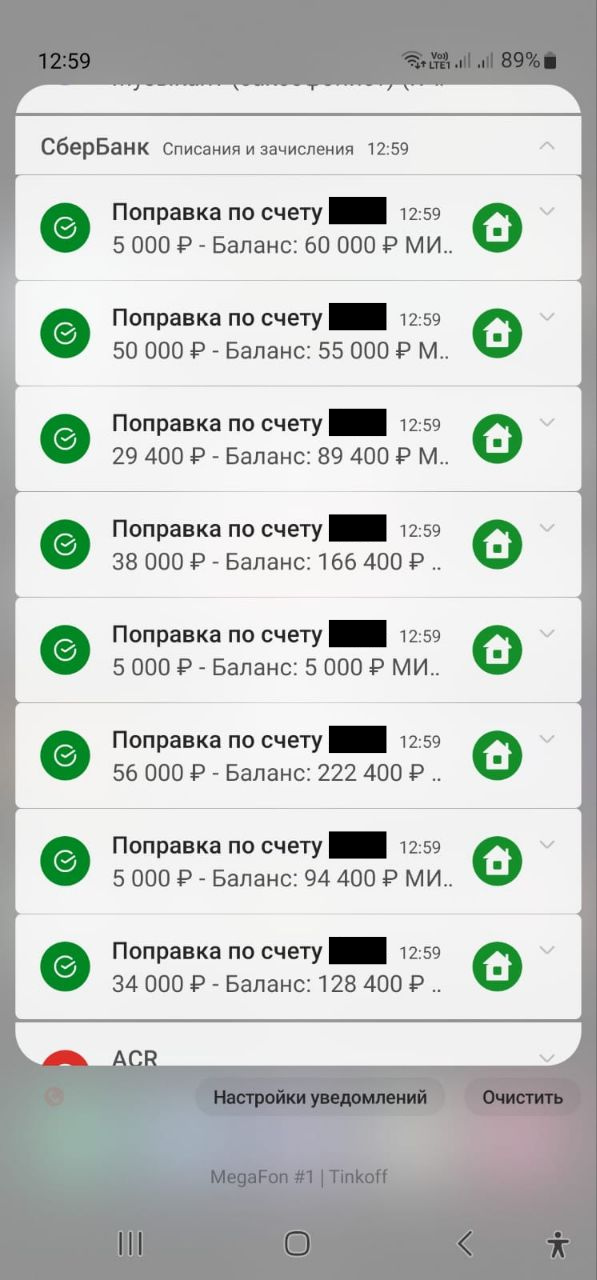 12:59 Vo)) LTE1 89%
СберБанк Списания и зачисления 12:59
Поправка по счету 12:59
5 000 ₽ - Баланс: 60 000 ₽ МИ..
Поправка по счету 12:59
50 000 ₽ - Баланс: 55 000 ₽ М..
Поправка по счету 12:59
29 400 ₽ - Баланс: 89 400 ₽ М..
Поправка по счету 12:59
38 000 ₽ - Баланс: 166 400 ₽ ..
Поправка по счету 12:59
5 000 ₽ - Баланс: 5 000 ₽ МИ..
Поправка по счету 12:59
56 000 ₽ - Баланс: 222 400 ₽ ..
Поправка по счету 12:59
5 000 ₽ - Баланс: 94 400 ₽ МИ..
Поправка по счету 12:59
34 000 ₽ - Баланс: 128 400 ₽ ..
ACR
Настройки уведомлений Очистить
MegaFon #1 | Tinkoff